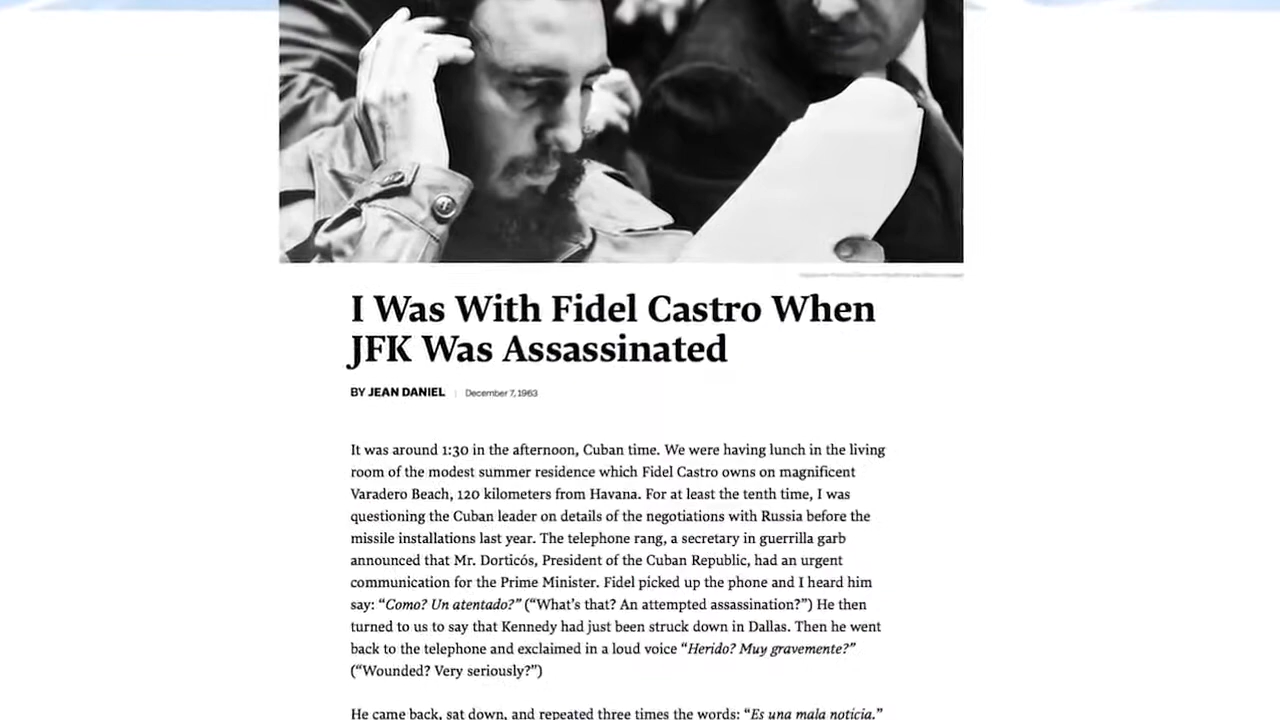 I Was With Fidel Castro When
JFK Was Assassinated
BY JEAN DANIEL | December 7, 1963
It was around 1:30 in the afternoon, Cuban time. We were having lunch in the living
room of the modest summer residence which Fidel Castro owns on magnificent
Varadero Beach, 120 kilometers from Havana. For at least the tenth time, I was
questioning the Cuban leader on details of the negotiations with Russia before the
missile installations last year. The telephone rang, a secretary in guerrilla garb
announced that Mr. Dorticós, President of the Cuban Republic, had an urgent
communication for the Prime Minister. Fidel picked up the phone and I heard him
say: “Como? Un atentado?” (“What’s that? An attempted assassination?”) He then
turned to us to say that Kennedy had just been struck down in Dallas. Then he went
back to the telephone and exclaimed in a loud voice “Herido? Muy gravemente?”
(“Wounded? Very seriously?”)
He came back, sat down, and repeated three times the words: “Es una mala noticia.”